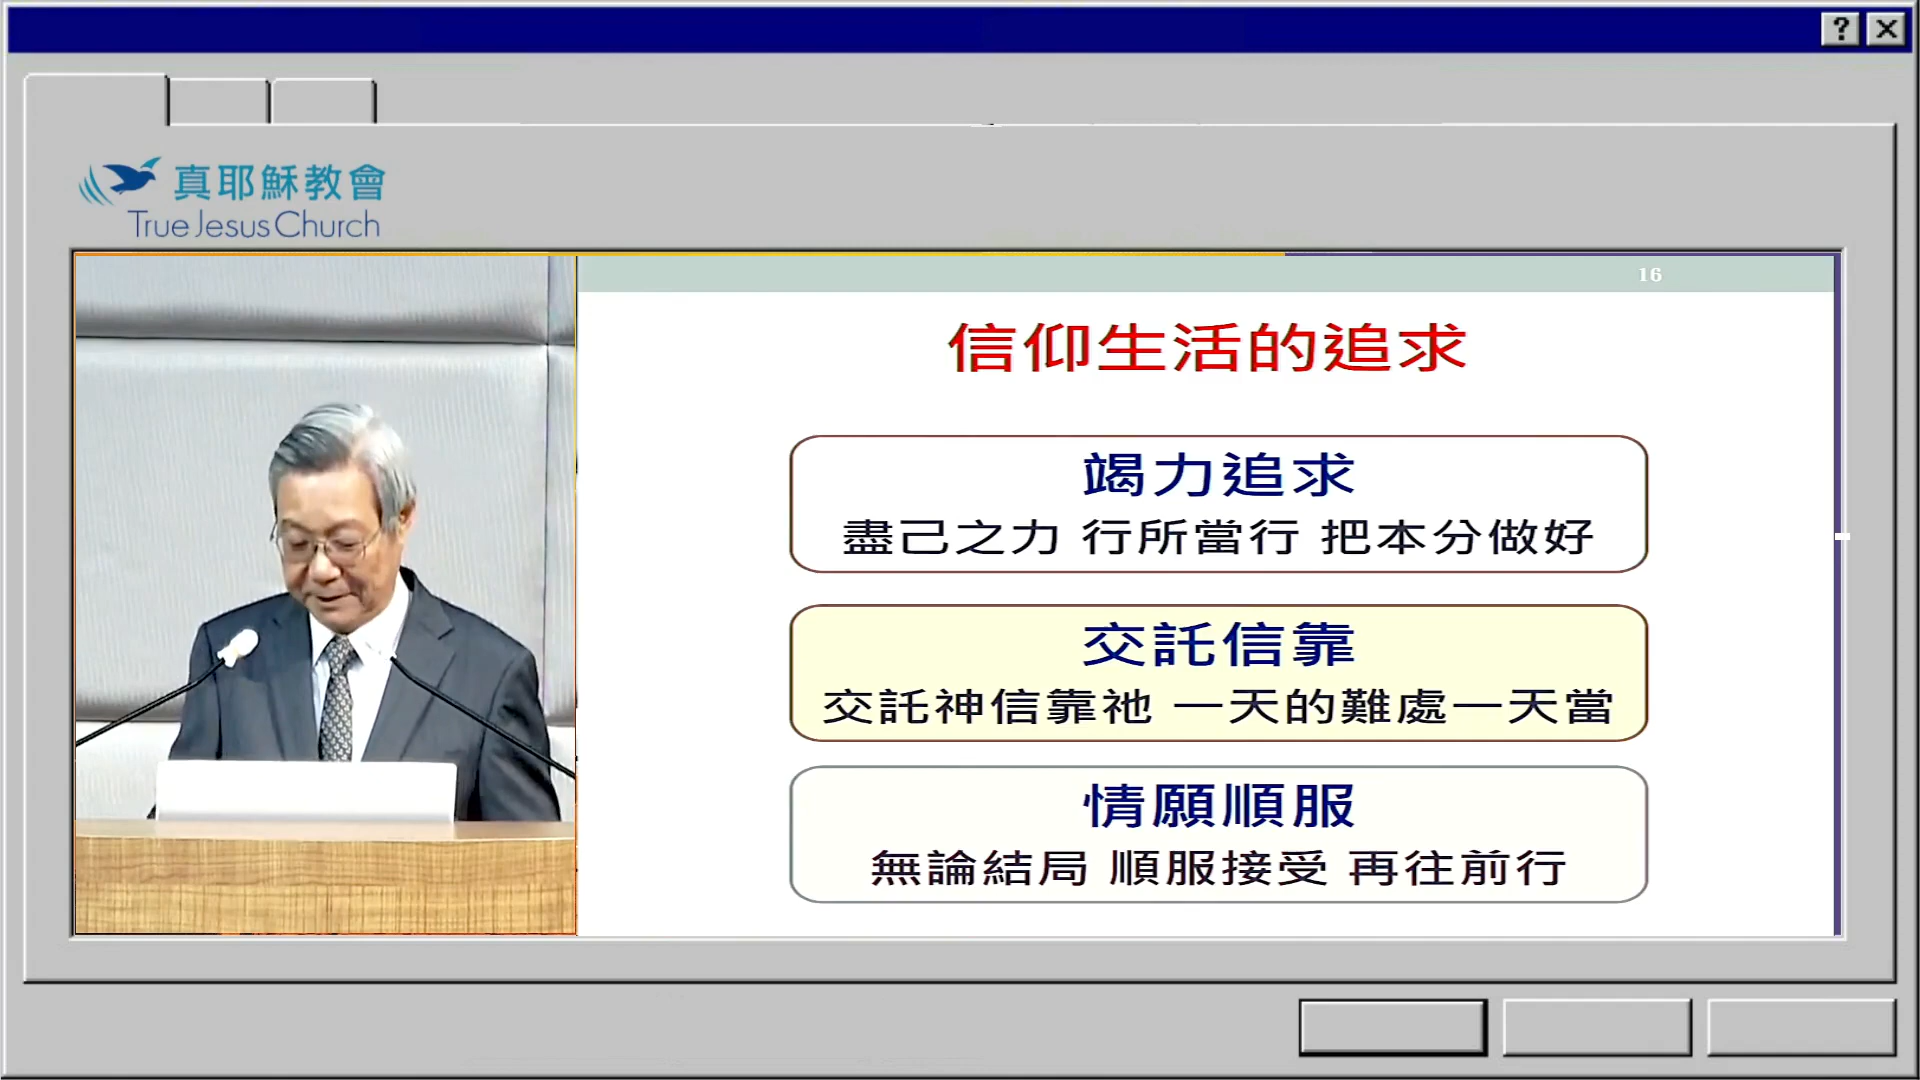 真耶穌教會
True Jesus Church
16
信仰生活的追求
竭力追求
盡己之力 行所當行 把本分做好
交託信靠
交託神信靠祂 一天的難處一天當
情願順服
無論結局 順服接受 再往前行